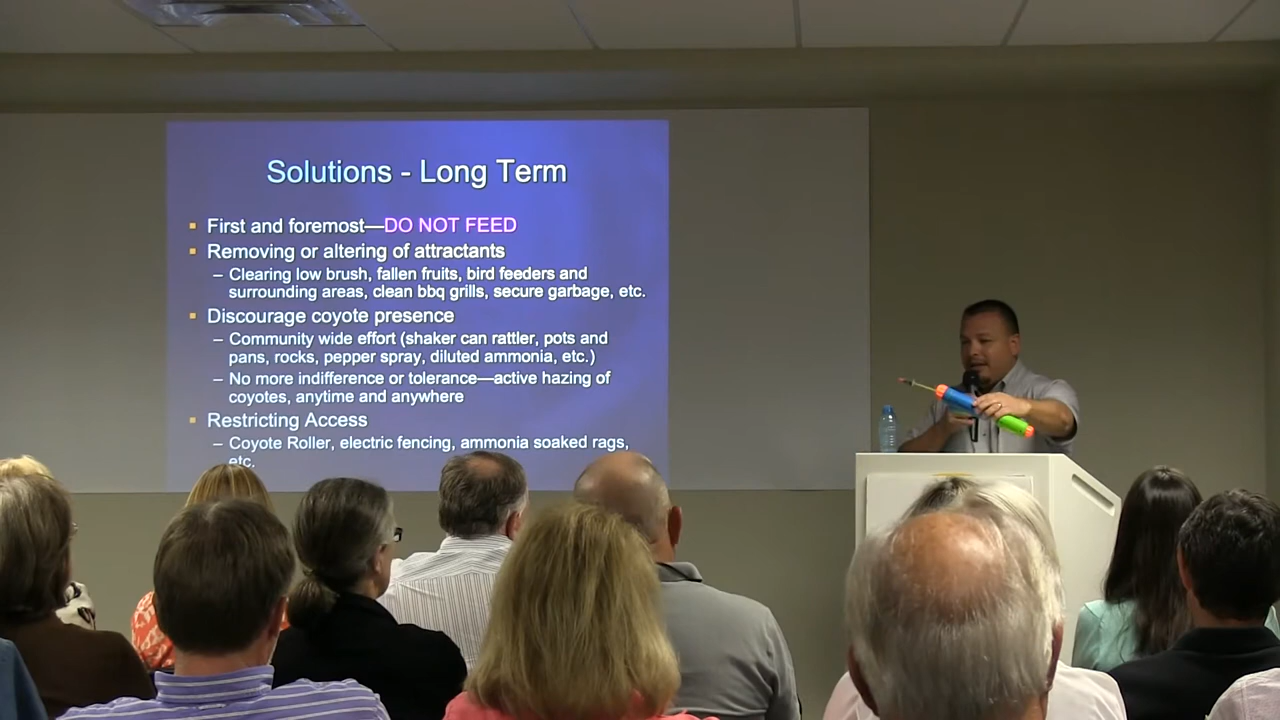 Solutions - Long Term
First and foremost—DO NOT FEED
Removing or altering of attractants
– Clearing low brush, fallen fruits, bird feeders and
surrounding areas, clean bbq grills, secure garbage, etc.
Discourage coyote presence
– Community wide effort (shaker can rattler, pots and
pans, rocks, pepper spray, diluted ammonia, etc.)
– No more indifference or tolerance—active hazing of
coyotes, anytime and anywhere
Restricting Access
– Coyote Roller, electric fencing, ammonia soaked rags,
etc.